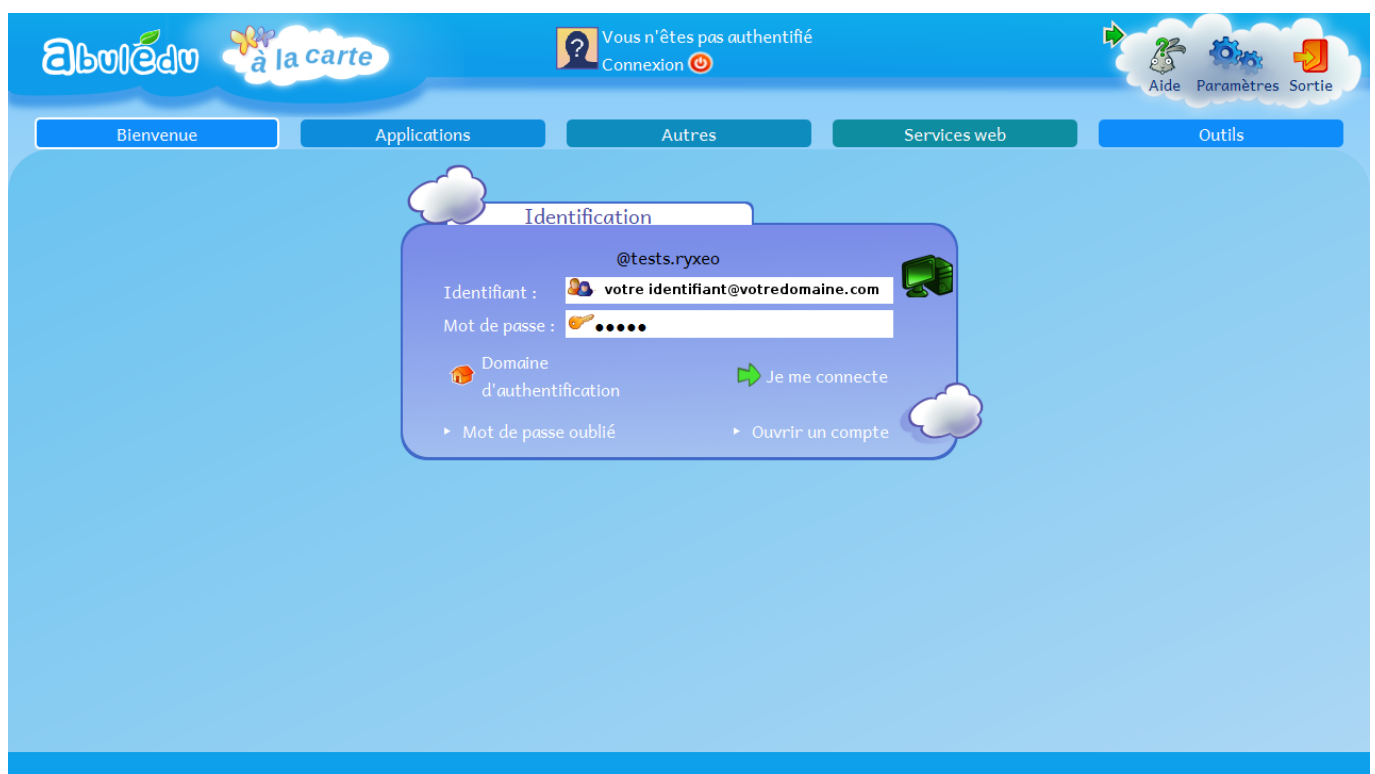 abulÉdu à la carte
Vous n'êtes pas authentifié
Connexion
Aide Paramètres Sortie
Bienvenue Applications Autres Services web Outils
Identification
@tests.ryxeo
Identifiant : votre identifiant@votredomaine.com
Mot de passe : ●●●●●
Domaine
d'authentification
Je me connecte
‣ Mot de passe oublié ‣ Ouvrir un compte